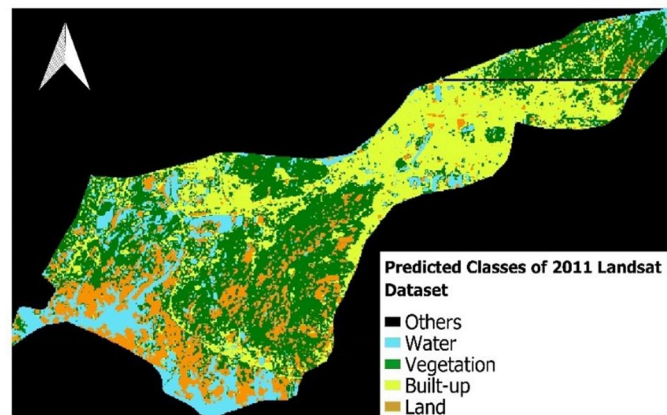 Predicted Classes of 2011 Landsat
Dataset
Others
Water
Vegetation
Built-up
Land